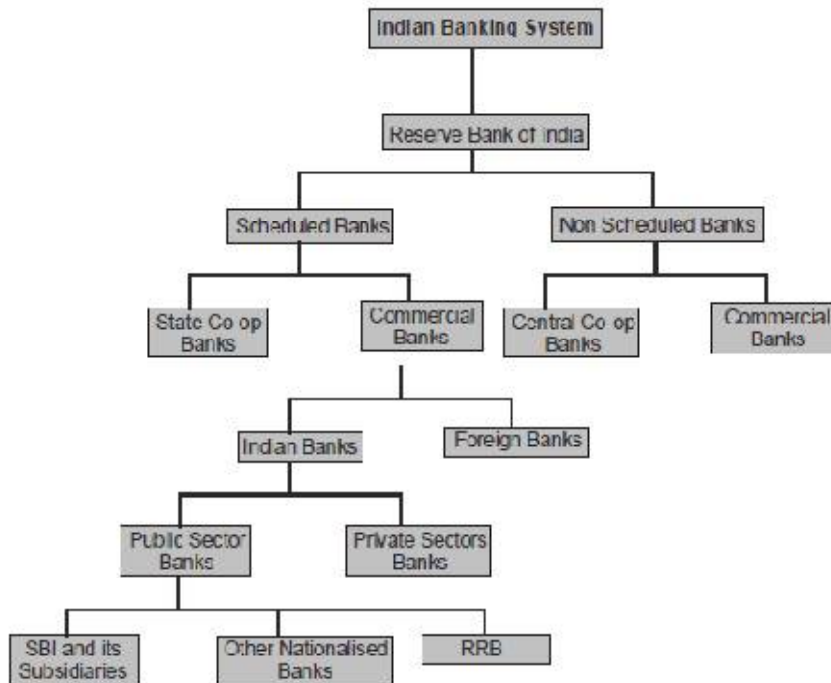 Indian Banking System
Reserve Bank of India
Scheduled Banks
Non Scheduled Banks
State Co op
Banks
Commercial
Banks
Central Co op
Banks
Commercial
Banks
Indian Banks
Foreign Banks
Public Sector
Banks
Private Sectors
Banks
SBI and its
Subsidiaries
Other Nationalised
Banks
RRB